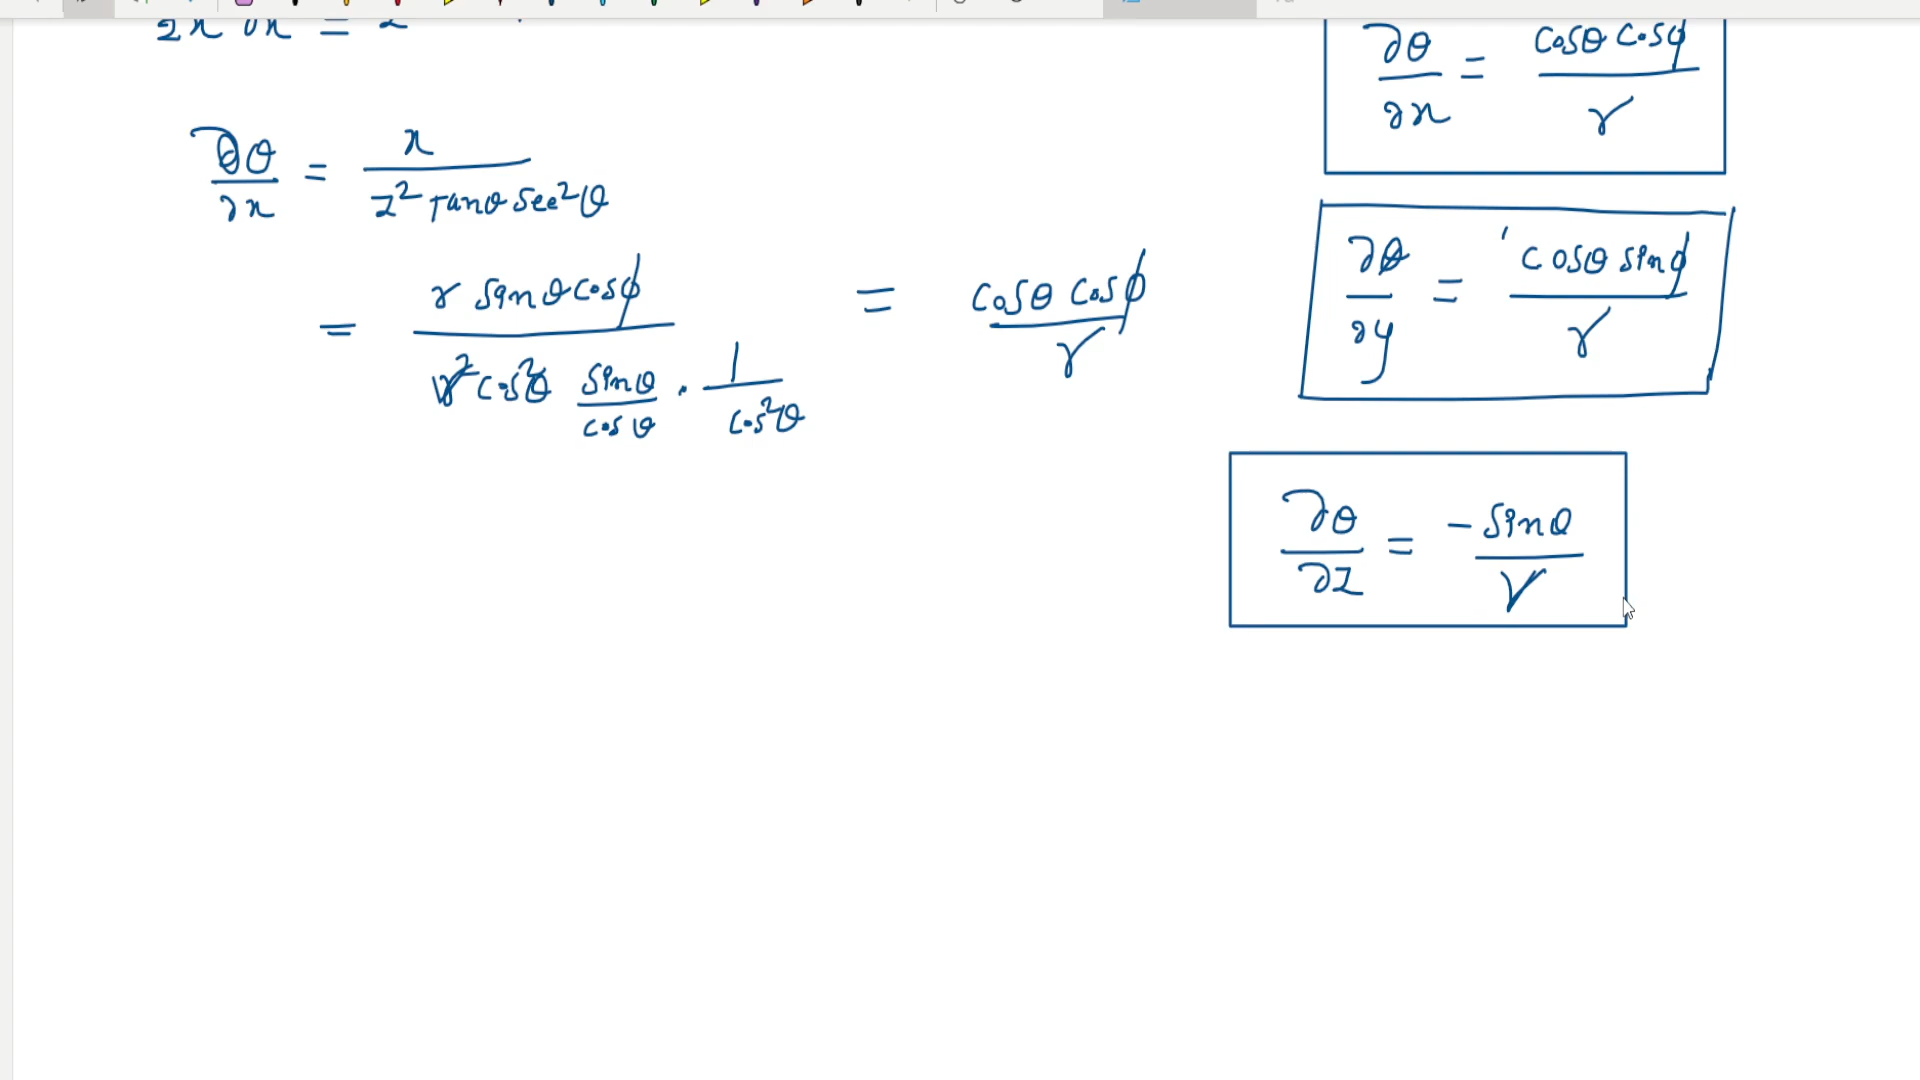 ∂θ/∂x = x / z² Tanθ Sec²θ
= r sinθ cosϕ / r² cos²θ sinθ/cosθ · 1/cos²θ = cosθ cosϕ / r
∂θ/∂x = cosθ cosϕ / r
∂θ/∂y = cosθ sinϕ / r
∂θ/∂z = - sinθ / r